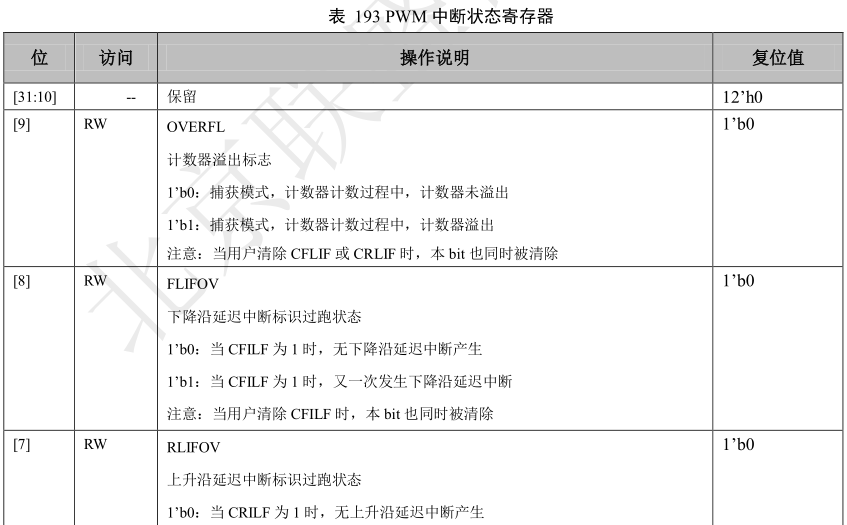 表 193 PWM 中断状态寄存器
位 访问 操作说明 复位值
[31:10] -- 保留 12’h0
[9] RW OVERFL 1’b0
计数器溢出标志
1’b0：捕获模式，计数器计数过程中，计数器未溢出
1’b1：捕获模式，计数器计数过程中，计数器溢出
注意：当用户清除 CFLIF 或 CRLIF 时，本 bit 也同时被清除
[8] RW FLIFOV 1’b0
下降沿延迟中断标识过跑状态
1’b0：当 CFILF 为 1 时，无下降沿延迟中断产生
1’b1：当 CFILF 为 1 时，又一次发生下降沿延迟中断
注意：当用户清除 CFILF 时，本 bit 也同时被清除
[7] RW RLIFOV 1’b0
上升沿延迟中断标识过跑状态
1’b0：当 CRILF 为 1 时，无上升沿延迟中断产生
北京联